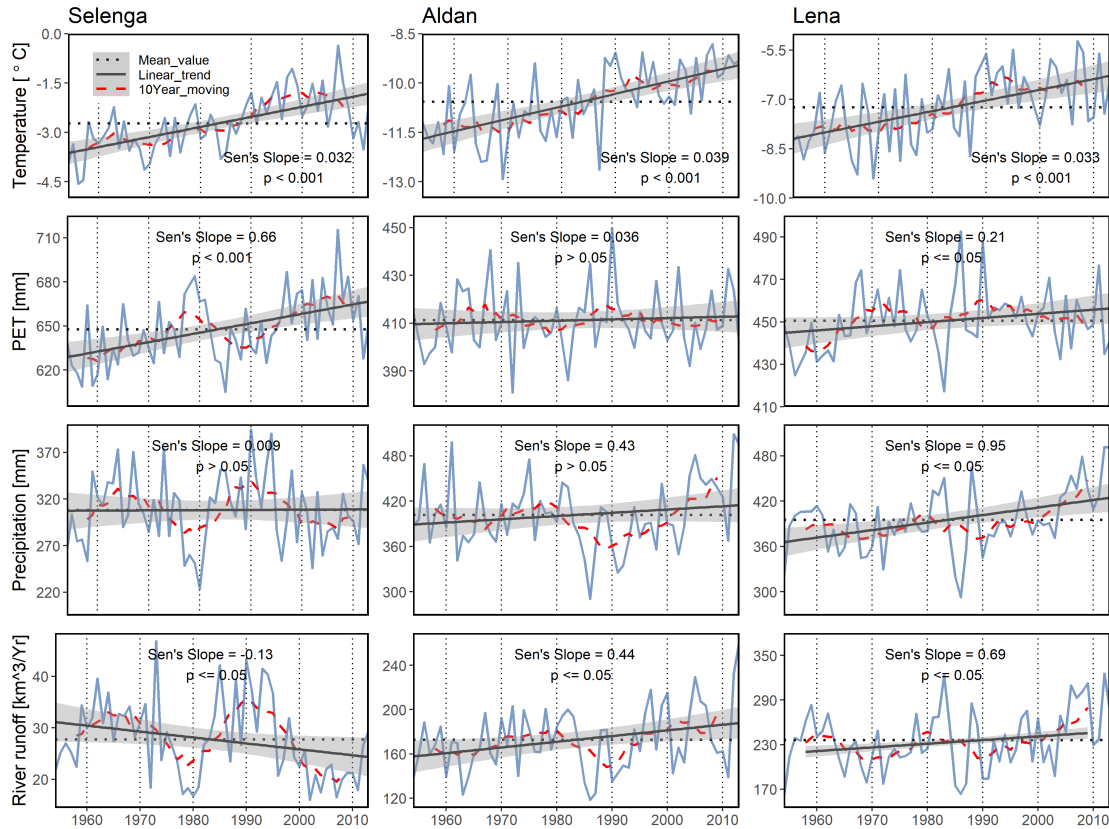 Selenga Aldan Lena
Temperature [ ° C]
0.0
-1.5
-3.0
-4.5
Mean_value
Linear_trend
10Year_moving
Sen's Slope = 0.032
p < 0.001
-8.5
-10.0
-11.5
-13.0
Sen's Slope = 0.039
p < 0.001
-5.5
-7.0
-8.5
-10.0
Sen's Slope = 0.033
p < 0.001
PET [mm]
710
680
650
620
Sen's Slope = 0.66
p < 0.001
450
430
410
390
Sen's Slope = 0.036
p > 0.05
490
470
450
430
410
Sen's Slope = 0.21
p <= 0.05
Precipitation [mm]
370
320
270
220
Sen's Slope = 0.009
p > 0.05
480
420
360
300
Sen's Slope = 0.43
p > 0.05
480
420
360
300
Sen's Slope = 0.95
p <= 0.05
River runoff [km^3/Yr]
40
30
20
Sen's Slope = -0.13
p <= 0.05
240
200
160
120
Sen's Slope = 0.44
p <= 0.05
350
290
230
170
Sen's Slope = 0.69
p <= 0.05
1960 1970 1980 1990 2000 2010
1960 1970 1980 1990 2000 2010
1960 1970 1980 1990 2000 2010